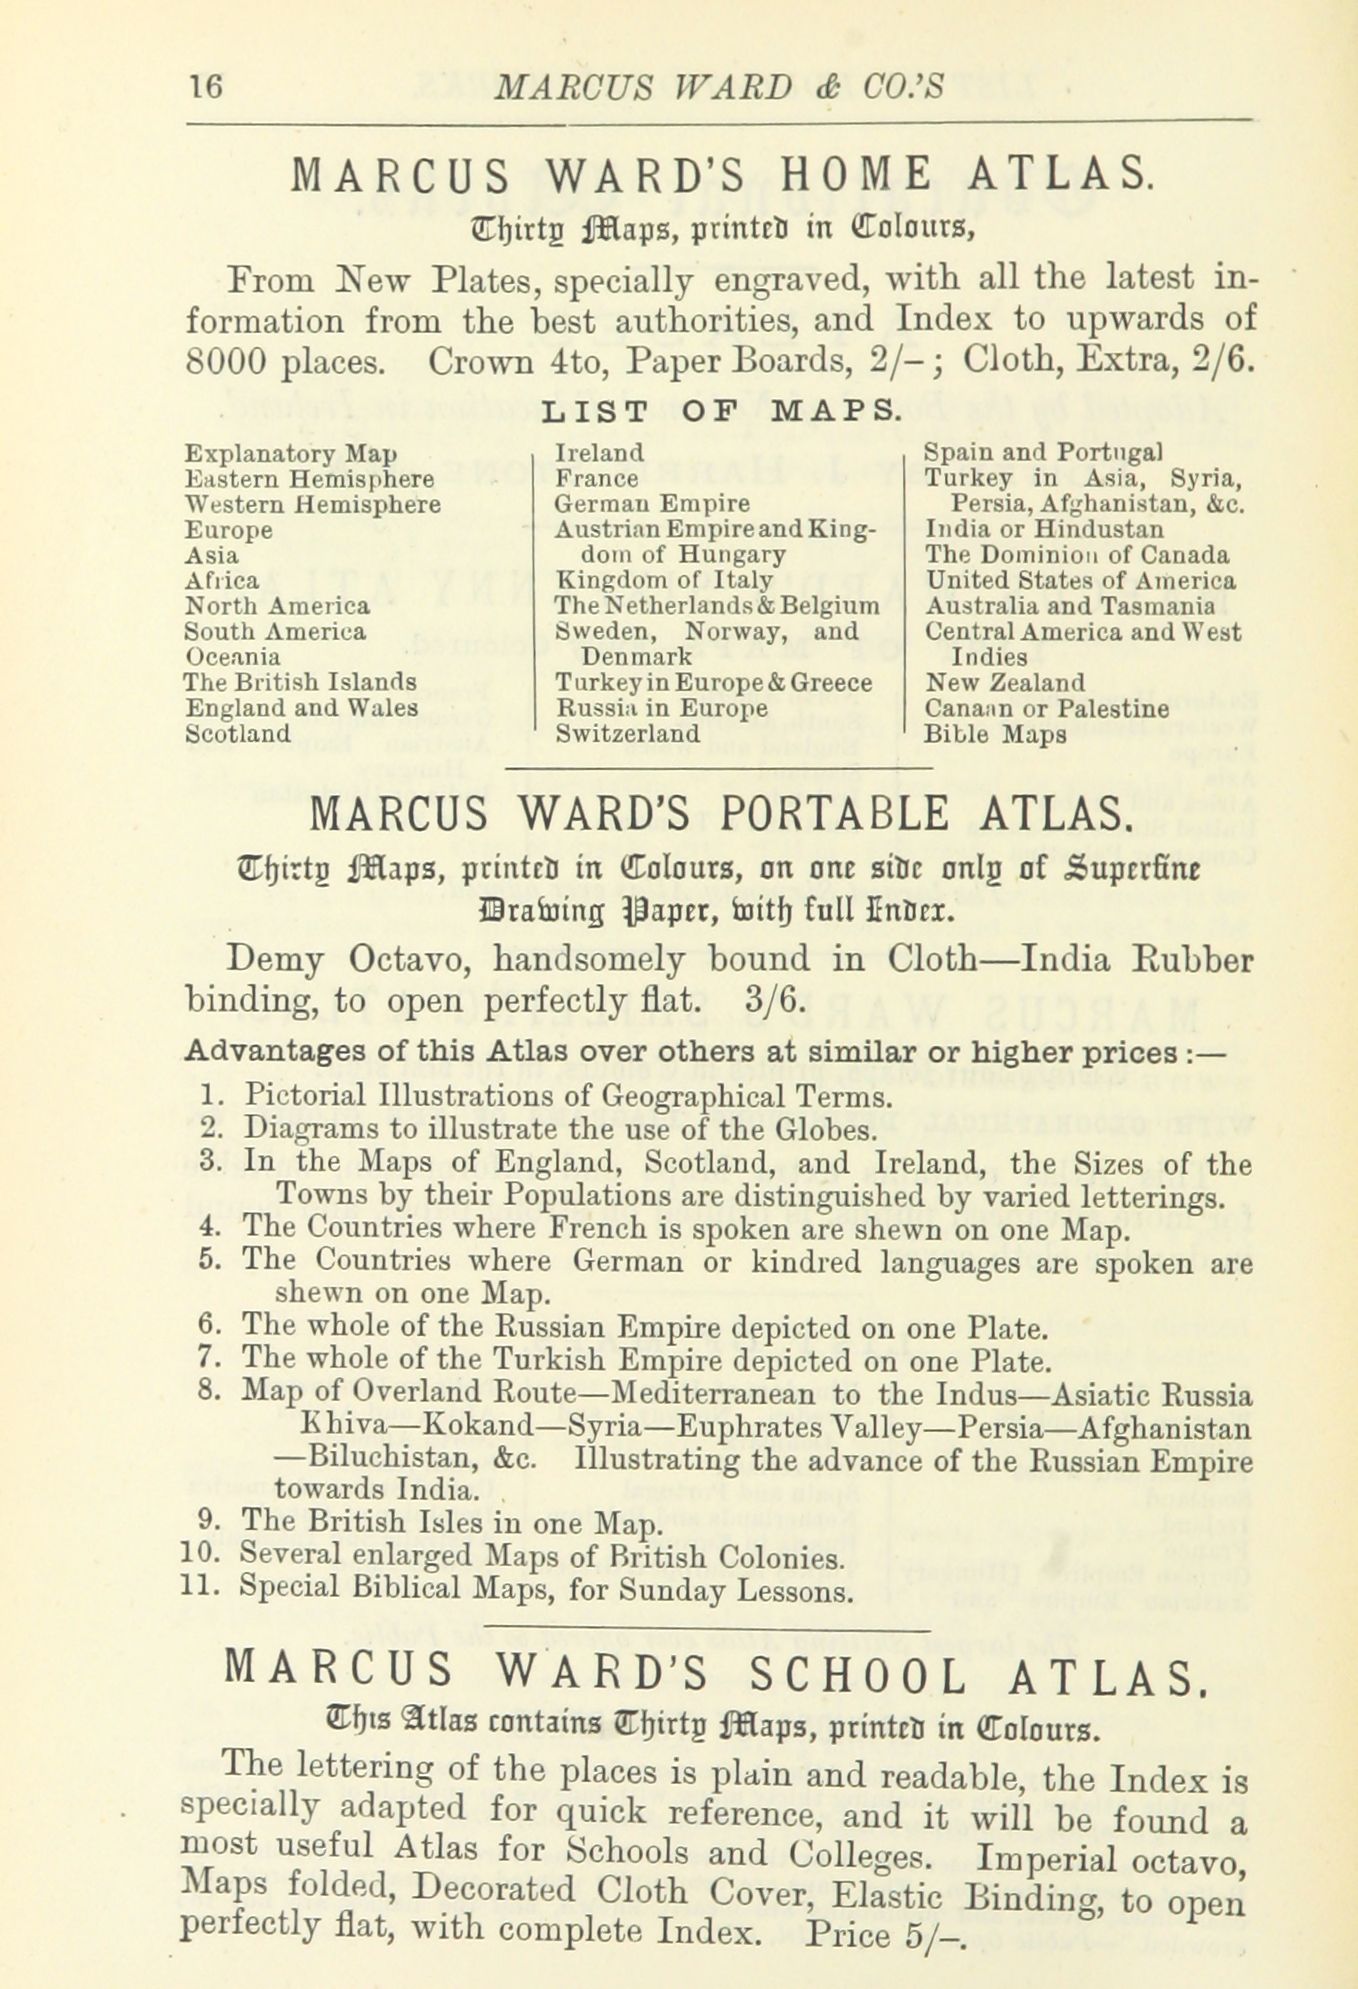 16 MARCUS WARD & CO.'S
MARCUS WARD'S HOME ATLAS.
Thirty Maps, printed in Colours,
From New Plates, specially engraved, with all the latest in-
formation from the best authorities, and Index to upwards of
8000 places. Crown 4to, Paper Boards, 2/–; Cloth, Extra, 2/6.
LIST OF MAPS.
Explanatory Map
Eastern Hemisphere
Western Hemisphere
Europe
Asia
Africa
North America
South America
Oceania
The British Islands
England and Wales
Scotland
Ireland
France
German Empire
Austrian Empire and King-
dom of Hungary
Kingdom of Italy
The Netherlands & Belgium
Sweden, Norway, and
Denmark
Turkey in Europe & Greece
Russia in Europe
Switzerland
Spain and Portugal
Turkey in Asia, Syria,
Persia, Afghanistan, &c.
India or Hindustan
The Dominion of Canada
United States of America
Australia and Tasmania
Central America and West
Indies
New Zealand
Canaan or Palestine
Bible Maps
MARCUS WARD'S PORTABLE ATLAS.
Thirty Maps, printed in Colours, on one side only of Superfine
Drawing Paper, with full Index.
Demy Octavo, handsomely bound in Cloth—India Rubber
binding, to open perfectly flat. 3/6.
Advantages of this Atlas over others at similar or higher prices :—
1. Pictorial Illustrations of Geographical Terms.
2. Diagrams to illustrate the use of the Globes.
3. In the Maps of England, Scotland, and Ireland, the Sizes of the
Towns by their Populations are distinguished by varied letterings.
4. The Countries where French is spoken are shewn on one Map.
5. The Countries where German or kindred languages are spoken are
shewn on one Map.
6. The whole of the Russian Empire depicted on one Plate.
7. The whole of the Turkish Empire depicted on one Plate.
8. Map of Overland Route—Mediterranean to the Indus—Asiatic Russia
Khiva—Kokand—Syria—Euphrates Valley—Persia—Afghanistan
—Biluchistan, &c. Illustrating the advance of the Russian Empire
towards India.
9. The British Isles in one Map.
10. Several enlarged Maps of British Colonies.
11. Special Biblical Maps, for Sunday Lessons.
MARCUS WARD'S SCHOOL ATLAS.
This Atlas contains Thirty Maps, printed in Colours.
The lettering of the places is plain and readable, the Index is
specially adapted for quick reference, and it will be found a
most useful Atlas for Schools and Colleges. Imperial octavo,
Maps folded, Decorated Cloth Cover, Elastic Binding, to open
perfectly flat, with complete Index. Price 5/–.